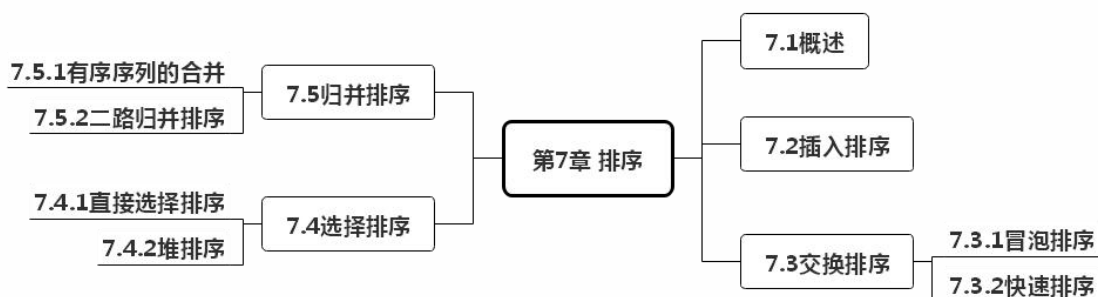 第7章 排序
7.1概述
7.2插入排序
7.3交换排序
7.3.1冒泡排序
7.3.2快速排序
7.4选择排序
7.4.1直接选择排序
7.4.2堆排序
7.5归并排序
7.5.1有序序列的合并
7.5.2二路归并排序